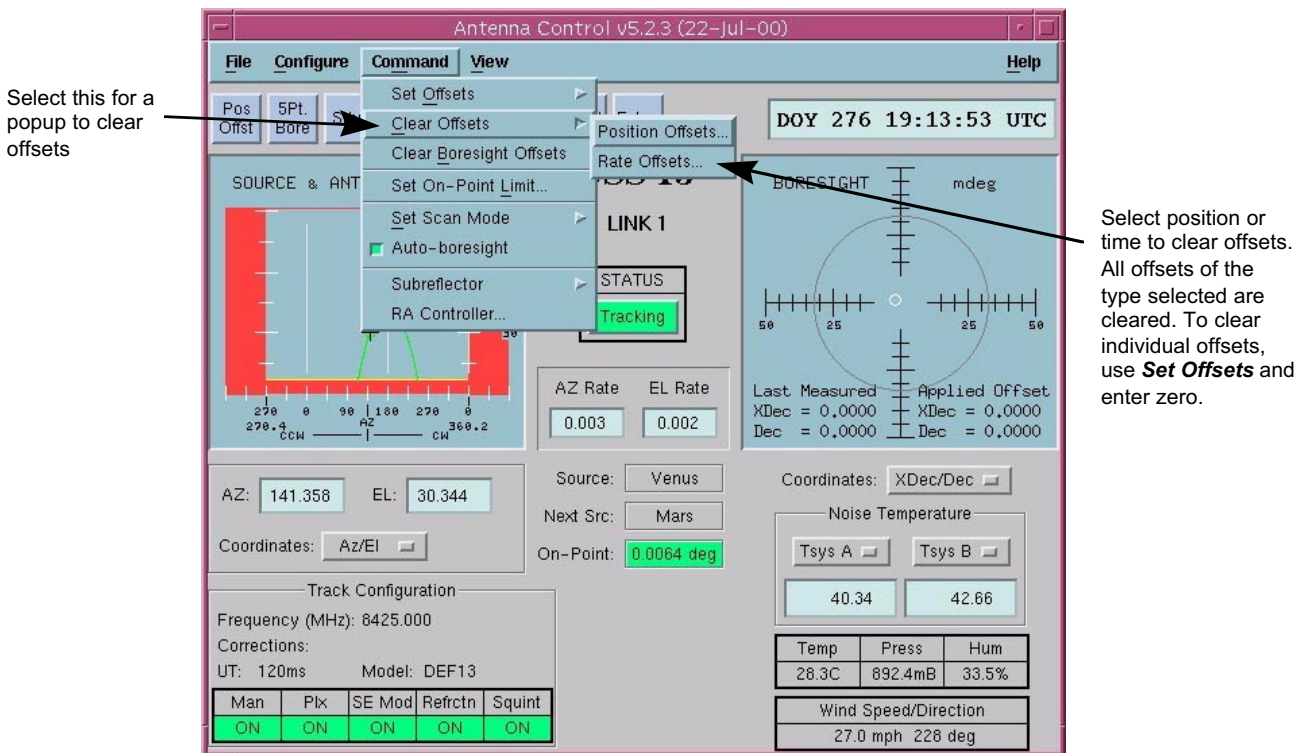 Antenna Control v5.2.3 (22-Jul-00)
File Configure Command View Help
Select this for a
popup to clear
offsets
Pos
Offst
5Pt.
Bore
DOY 276 19:13:53 UTC
Set Offsets
Clear Offsets
Clear Boresight Offsets
Set On-Point Limit...
Set Scan Mode
Auto-boresight
Subreflector
RA Controller...
Position Offsets...
Rate Offsets...
SOURCE & ANT
LINK 1
STATUS
Tracking
30
270 0 90 180 270 0
270.4 AZ 360.2
CCW CW
AZ Rate EL Rate
0.003 0.002
BORESIGHT mdeg
50 25 25 50
Last Measured Applied Offset
XDec = 0.0000 XDec = 0.0000
Dec = 0.0000 Dec = 0.0000
Select position or
time to clear offsets.
All offsets of the
type selected are
cleared. To clear
individual offsets,
use Set Offsets and
enter zero.
AZ: 141.358 EL: 30.344
Coordinates: Az/El
Source: Venus
Next Src: Mars
On-Point: 0.0064 deg
Coordinates: XDec/Dec
Noise Temperature
Tsys A Tsys B
40.34 42.66
Track Configuration
Frequency (MHz): 8425.000
Corrections:
UT: 120ms Model: DEF13
Man Plx SE Mod Refrctn Squint
ON ON ON ON ON
Temp Press Hum
28.3C 892.4mB 33.5%
Wind Speed/Direction
27.0 mph 228 deg